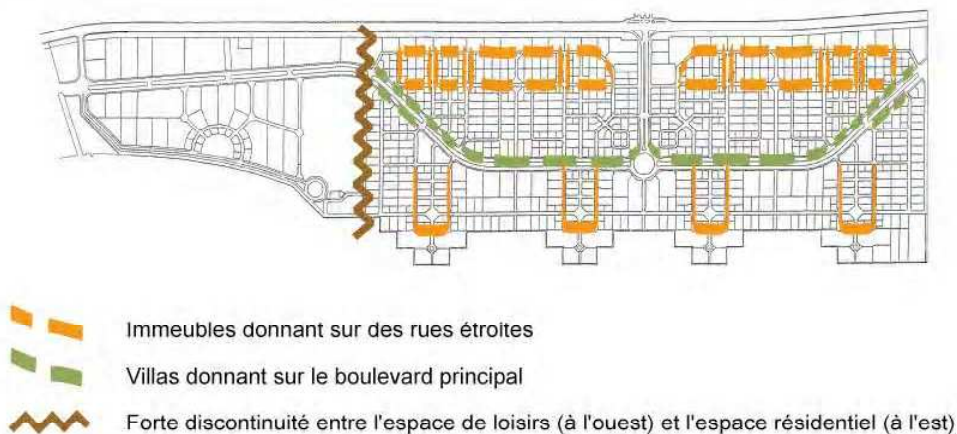 Immeubles donnant sur des rues étroites
Villas donnant sur le boulevard principal
Forte discontinuité entre l'espace de loisirs (à l'ouest) et l'espace résidentiel (à l'est)